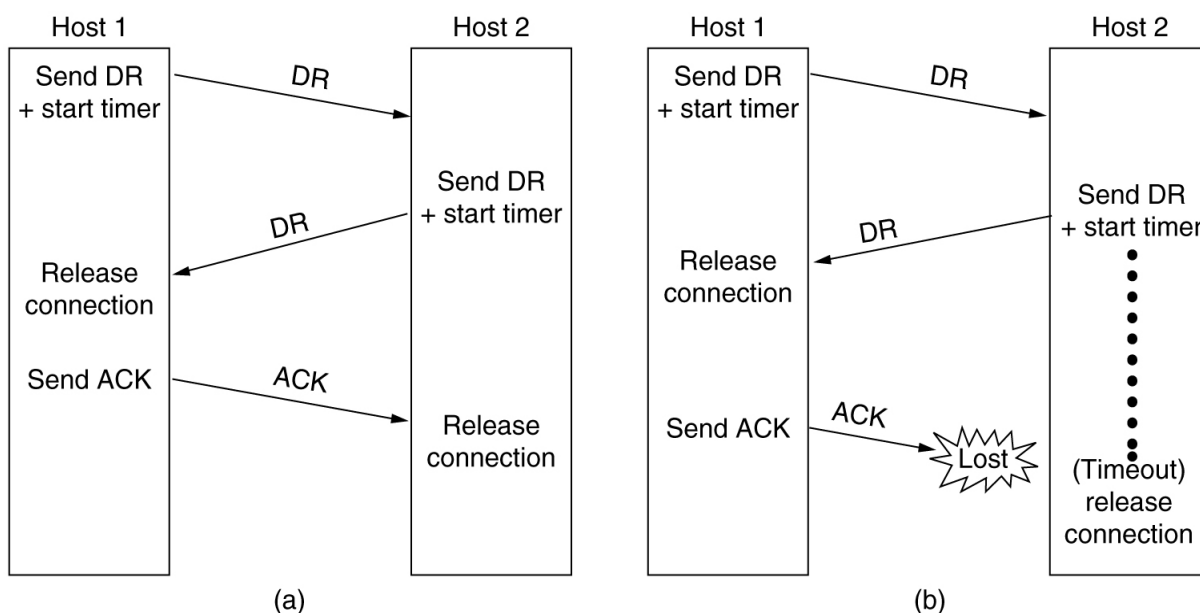 Host 1
Host 2
Send DR
+ start timer
DR
Send DR
+ start timer
DR
Release
connection
Send ACK
ACK
Release
connection
(a)
Host 1
Host 2
Send DR
+ start timer
DR
Send DR
+ start timer
DR
Release
connection
Send ACK
ACK
Lost
(Timeout)
release
connection
(b)